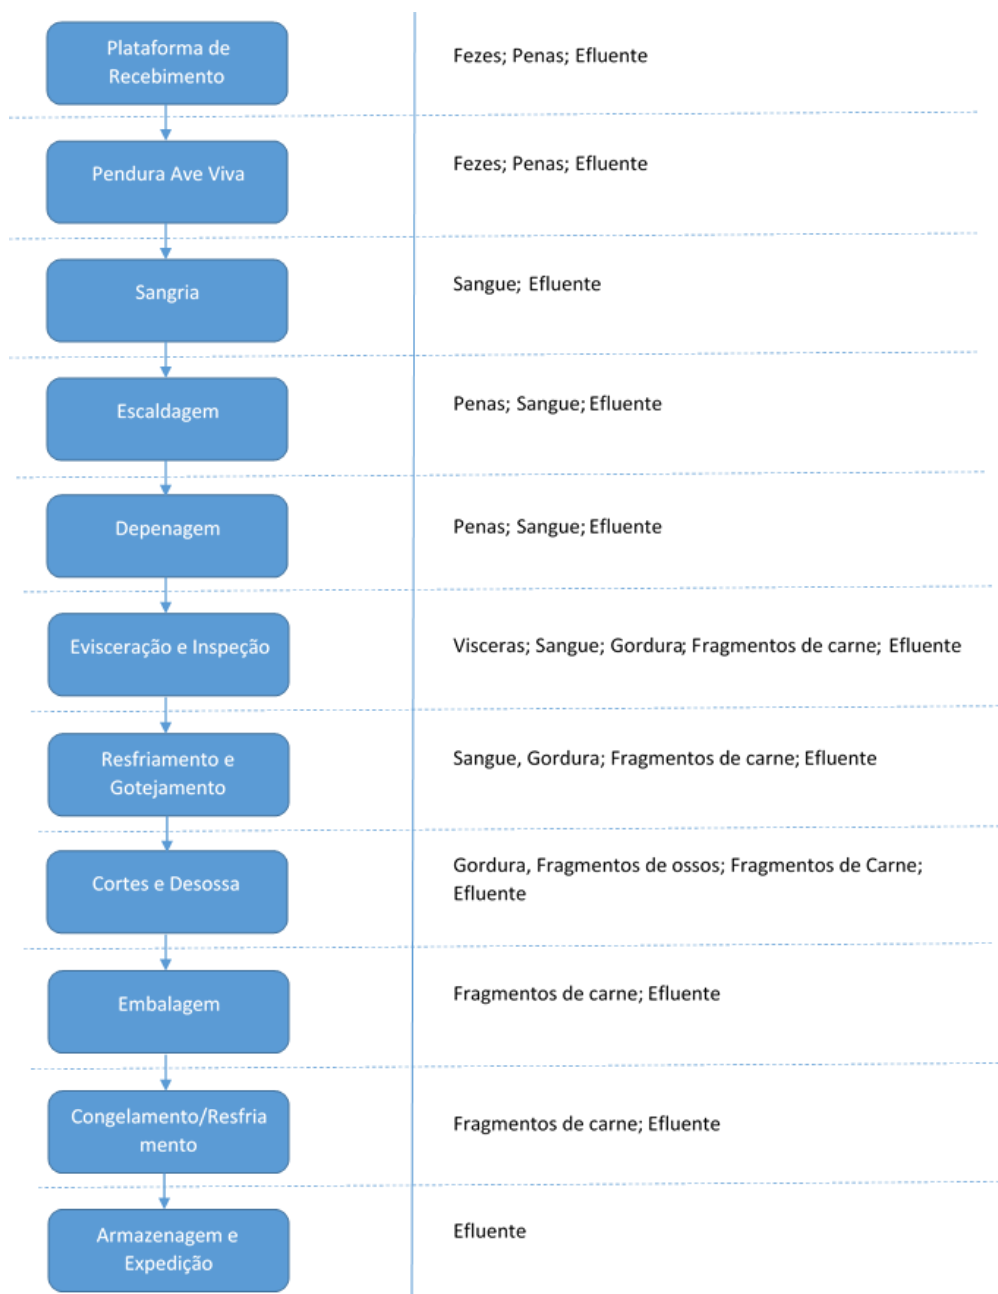 Plataforma de
Recebimento
Fezes; Penas; Efluente
Pendura Ave Viva
Fezes; Penas; Efluente
Sangria
Sangue; Efluente
Escaldagem
Penas; Sangue; Efluente
Depenagem
Penas; Sangue; Efluente
Evisceração e Inspeção
Visceras; Sangue; Gordura; Fragmentos de carne; Efluente
Resfriamento e
Gotejamento
Sangue, Gordura; Fragmentos de carne; Efluente
Cortes e Desossa
Gordura, Fragmentos de ossos; Fragmentos de Carne;
Efluente
Embalagem
Fragmentos de carne; Efluente
Congelamento/Resfria
mento
Fragmentos de carne; Efluente
Armazenagem e
Expedição
Efluente